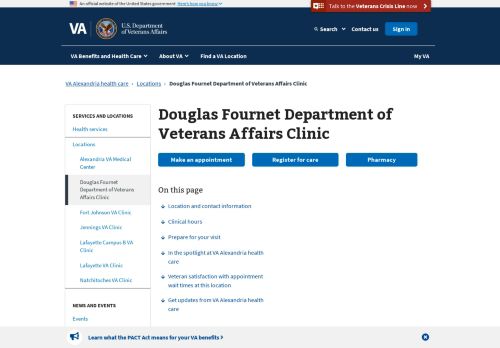 An official website of the United States government Here's how you know
Talk to the Veterans Crisis Line now
VA
U.S. Department
of Veterans Affairs
Search
Contact us
Sign in
VA Benefits and Health Care
About VA
Find a VA Location
My VA
VA Alexandria health care › Locations › Douglas Fournet Department of Veterans Affairs Clinic
SERVICES AND LOCATIONS
Health services
Locations
Alexandria VA Medical
Center
Douglas Fournet
Department of Veterans
Affairs Clinic
Fort Johnson VA Clinic
Jennings VA Clinic
Lafayette Campus B VA
Clinic
Lafayette VA Clinic
Natchitoches VA Clinic
NEWS AND EVENTS
Events
Douglas Fournet Department of
Veterans Affairs Clinic
Make an appointment
Register for care
Pharmacy
On this page
Location and contact information
Clinical hours
Prepare for your visit
In the spotlight at VA Alexandria health
care
Veteran satisfaction with appointment
wait times at this location
Get updates from VA Alexandria health
care
Learn what the PACT Act means for your VA benefits